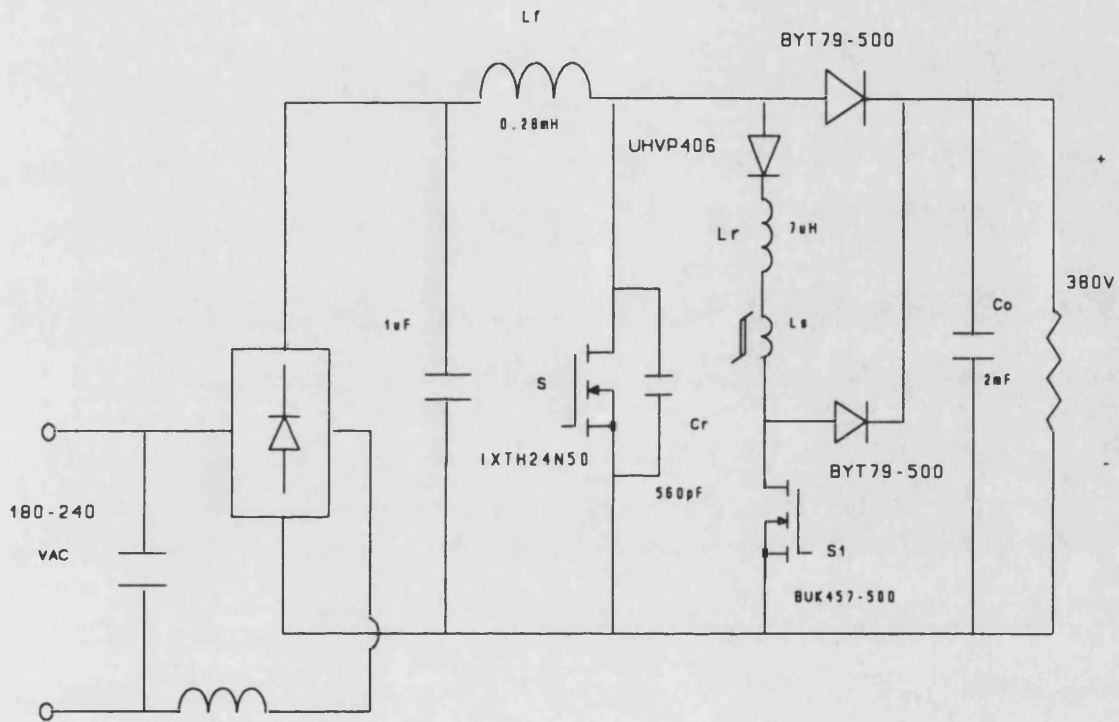 Lf
BYT79-500
0.28mH
UHVP406
+
Lr
7uH
380V
1uF
Ls
Co
S
2mF
Cr
IXTH24N50
BYT79-500
-
560pF
180-240
VAC
S1
BUK457-500